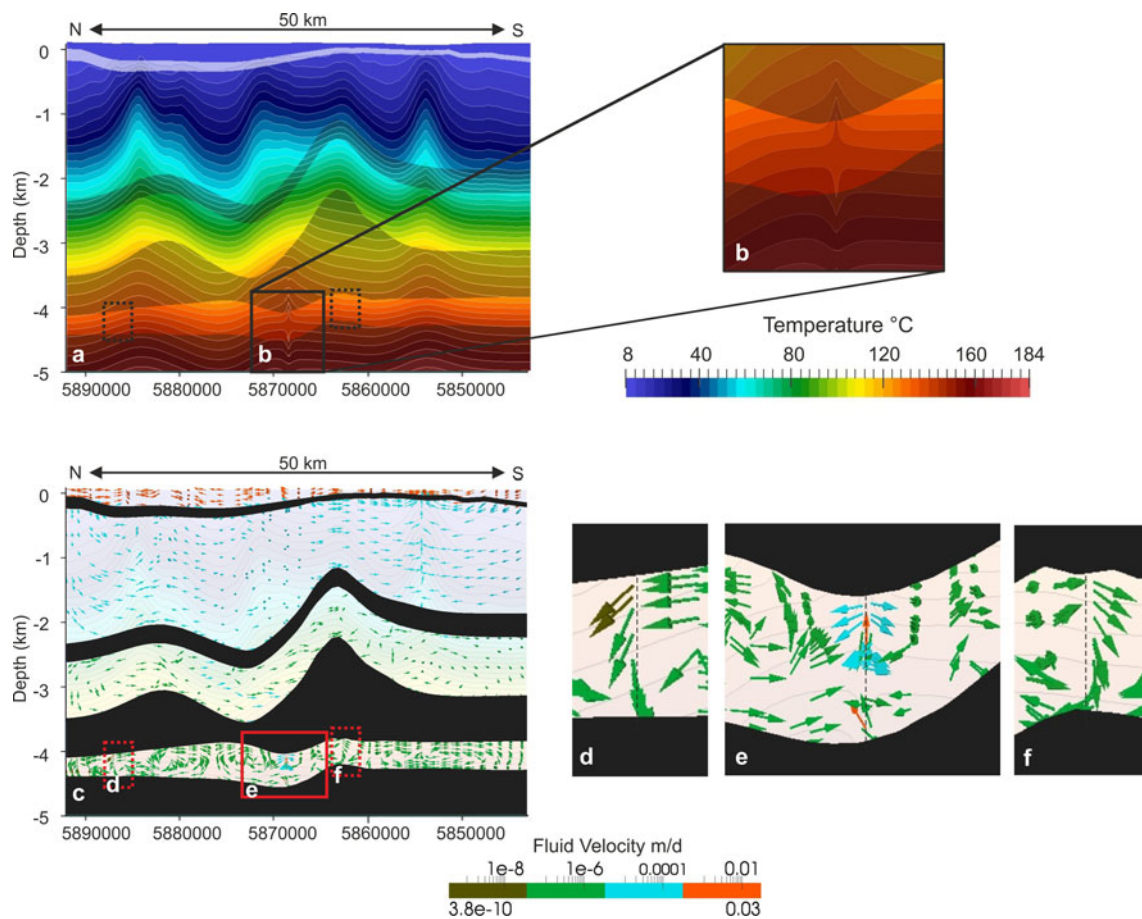 N 50 km S
0
-1
-2
-3
-4
-5
Depth (km)
a
b
5890000 5880000 5870000 5860000 5850000
b
Temperature °C
8 40 80 120 160 184
N 50 km S
0
-1
-2
-3
-4
-5
Depth (km)
c
d
e
f
5890000 5880000 5870000 5860000 5850000
d
e
f
Fluid Velocity m/d
1e-8 1e-6 0.0001 0.01
3.8e-10 0.03